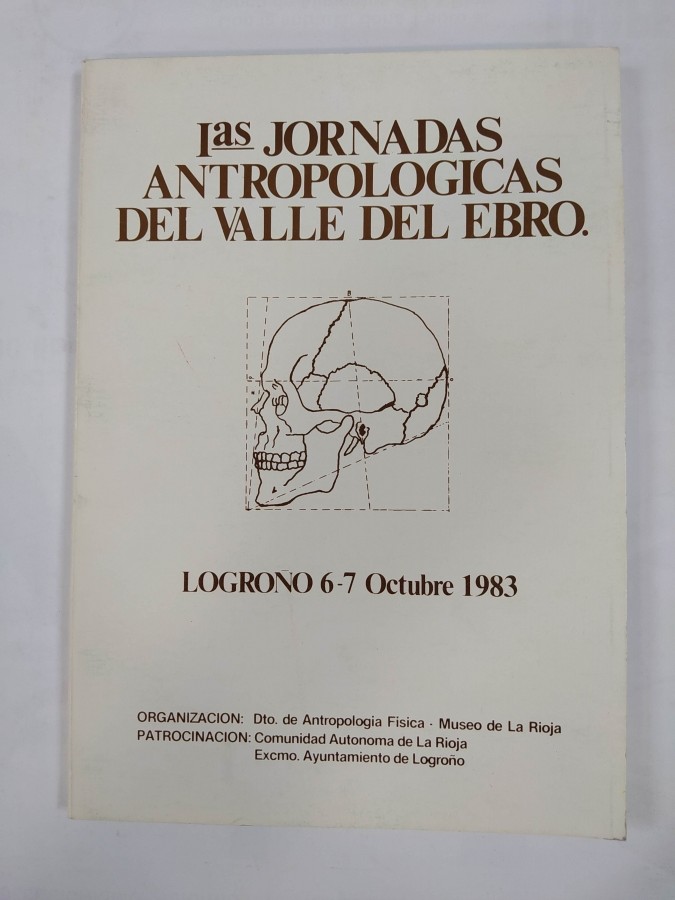 Ias JORNADAS
ANTROPOLOGICAS
DEL VALLE DEL EBRO.
LOGROÑO 6-7 Octubre 1983
ORGANIZACION: Dto. de Antropologia Fisica · Museo de La Rioja
PATROCINACION: Comunidad Autonoma de La Rioja
Excmo. Ayuntamiento de Logroño